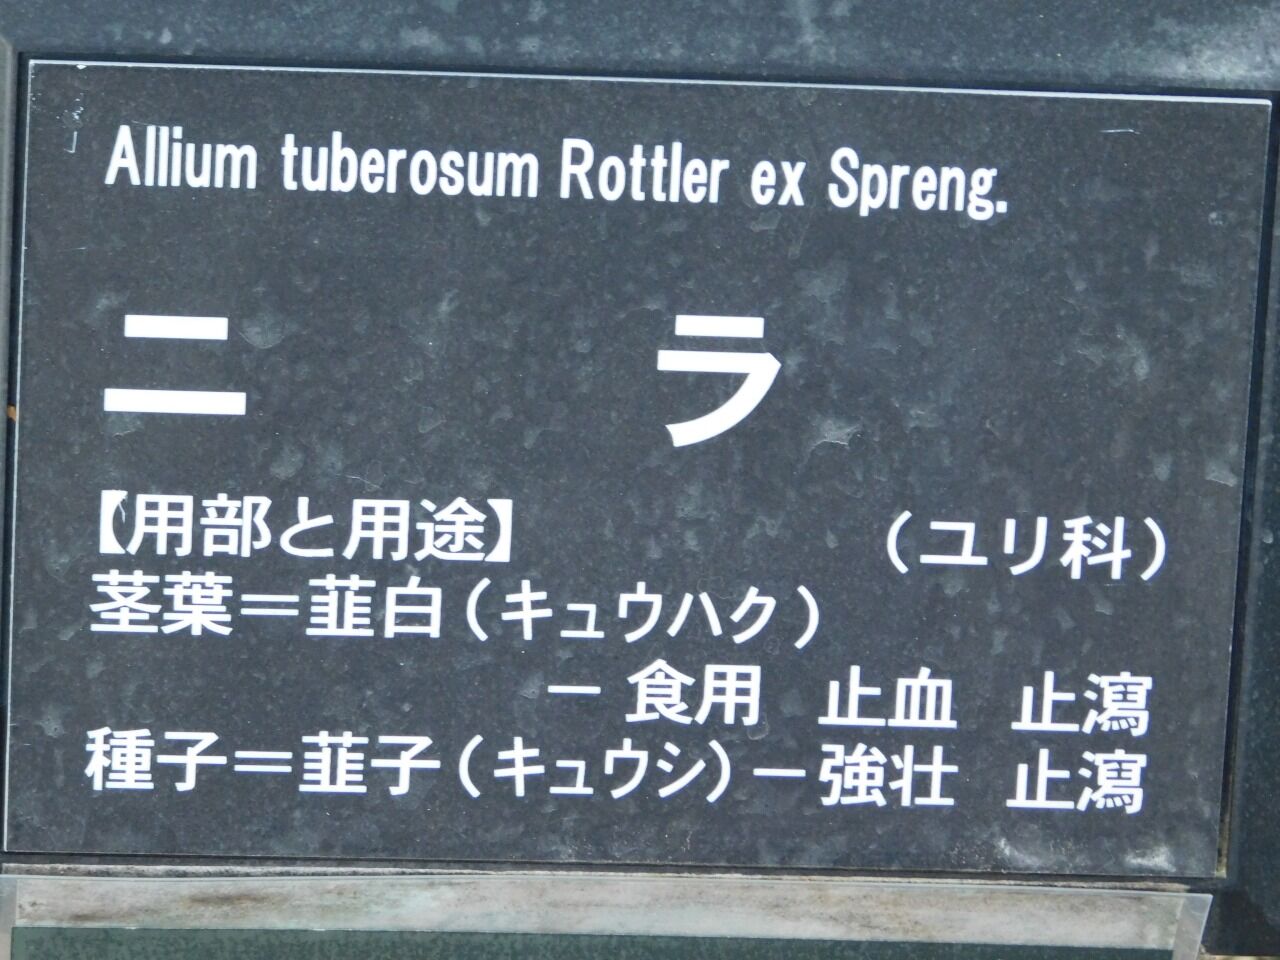 Allium tuberosum Rottler ex Spreng.
ニラ
【用部と用途】 （ユリ科）
茎葉＝韮白（キュウハク）
－食用 止血 止瀉
種子＝韮子（キュウシ）－強壮 止瀉